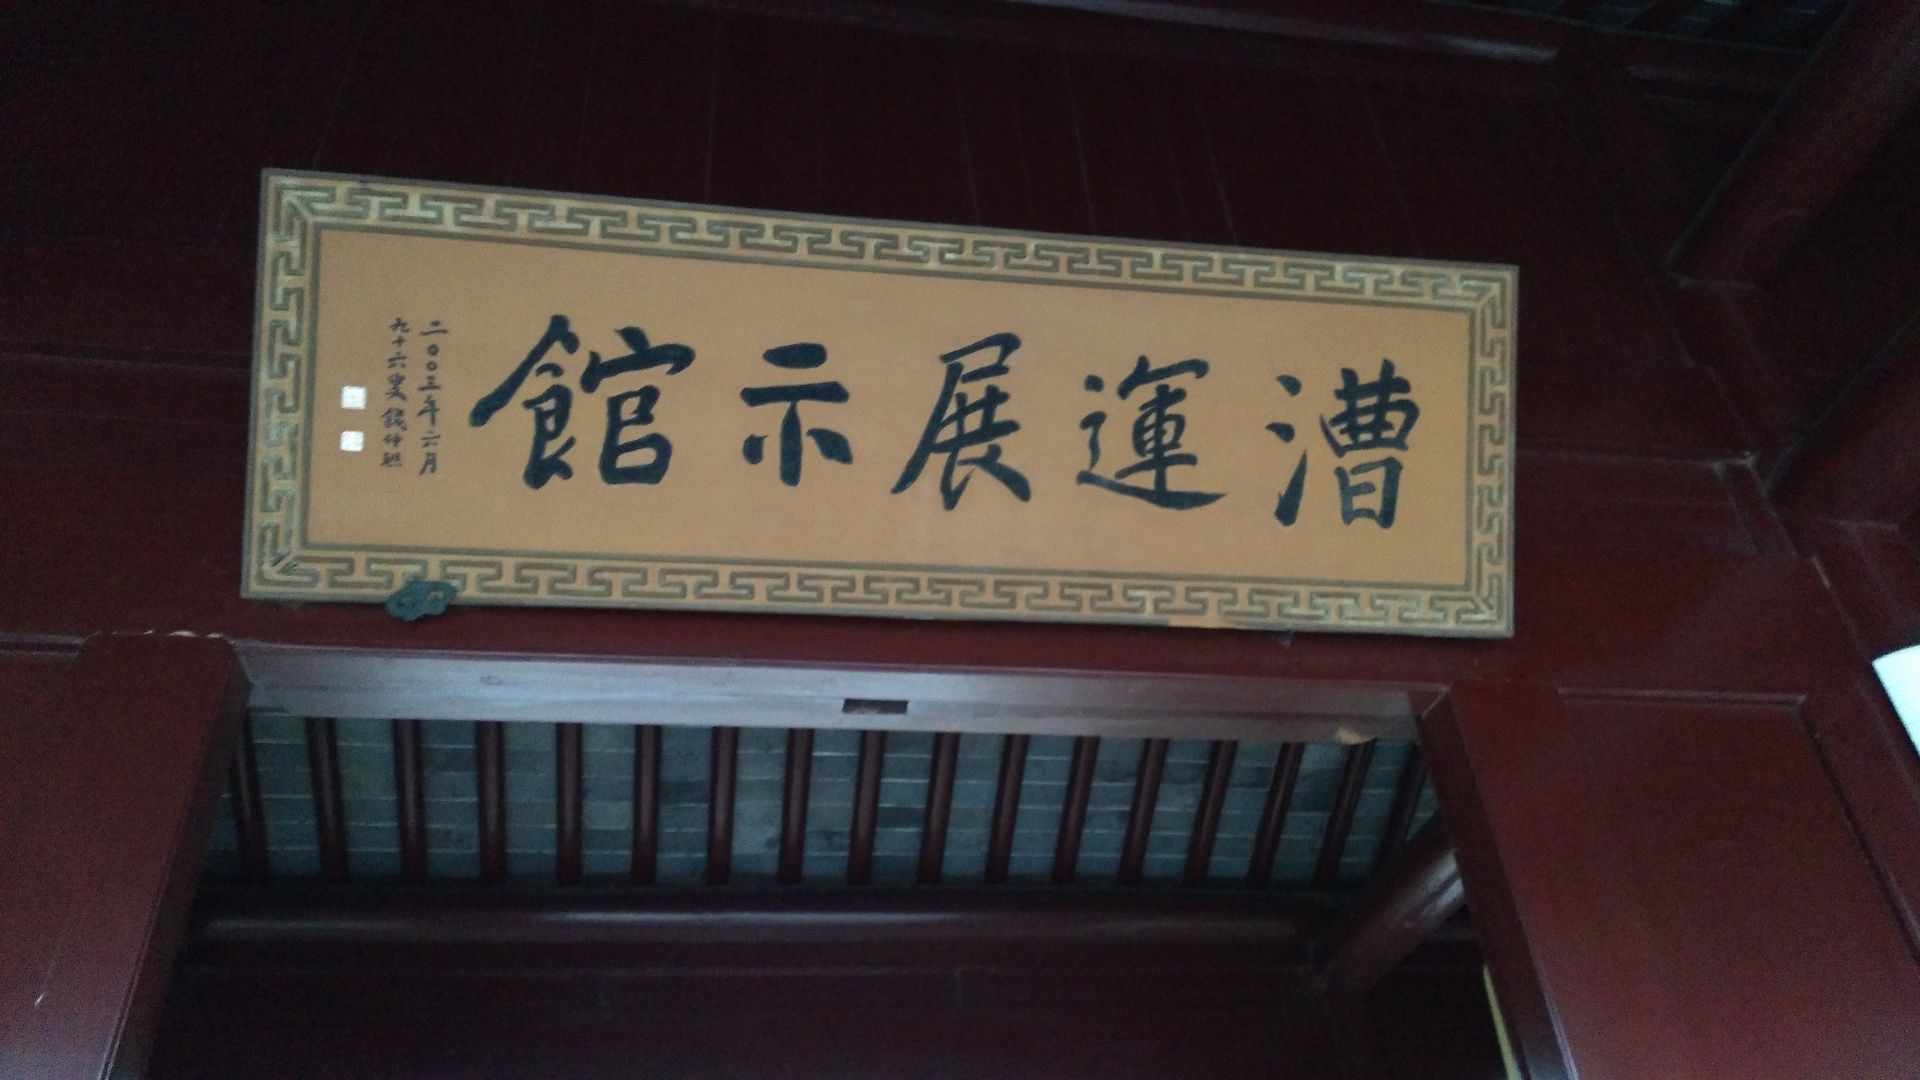 漕運展示館
二〇〇三年六月
九十六叟錢仲聯